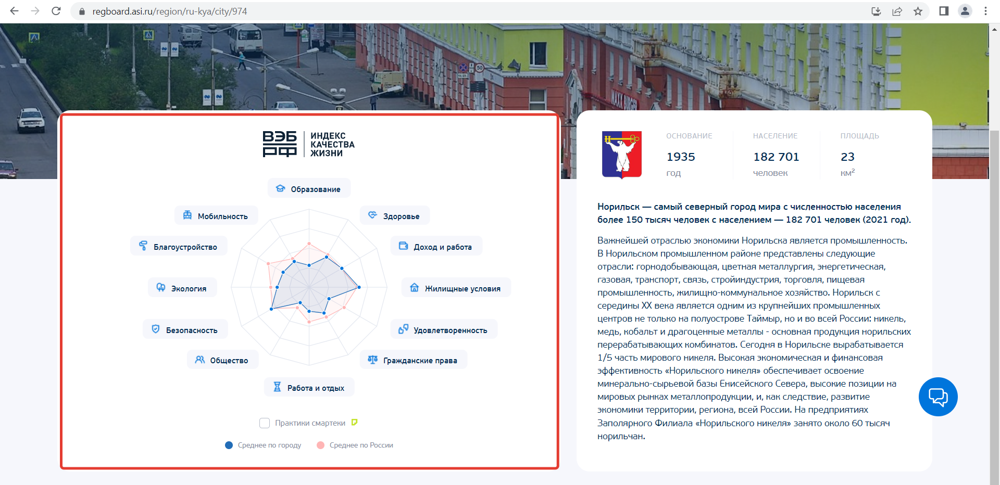 regboard.asi.ru/region/ru-kya/city/974
50
MAXX BURGER
ВЭБ
РФ
ИНДЕКС
КАЧЕСТВА
ЖИЗНИ
Образование
Мобильность
Здоровье
Благоустройство
Доход и работа
Экология
Жилищные условия
Безопасность
Удовлетворенность
Общество
Гражданские права
Работа и отдых
Практики смартеки
Среднее по городу
Среднее по России
ОСНОВАНИЕ
1935
год
НАСЕЛЕНИЕ
182 701
человек
ПЛОЩАДЬ
23
км²
Норильск — самый северный город мира с численностью населения
более 150 тысяч человек с населением — 182 701 человек (2021 год).
Важнейшей отраслью экономики Норильска является промышленность.
В Норильском промышленном районе представлены следующие
отрасли: горнодобывающая, цветная металлургия, энергетическая,
газовая, транспорт, связь, стройиндустрия, торговля, пищевая
промышленность, жилищно-коммунальное хозяйство. Норильск с
середины XX века является одним из крупнейших промышленных
центров не только на полуострове Таймыр, но и во всей России: никель,
медь, кобальт и драгоценные металлы - основная продукция норильских
перерабатывающих комбинатов. Сегодня в Норильске вырабатывается
1/5 часть мирового никеля. Высокая экономическая и финансовая
эффективность «Норильского никеля» обеспечивает освоение
минерально-сырьевой базы Енисейского Севера, высокие позиции на
мировых рынках металлопродукции, и, как следствие, развитие
экономики территории, региона, всей России. На предприятиях
Заполярного Филиала «Норильского никеля» занято около 60 тысяч
норильчан.